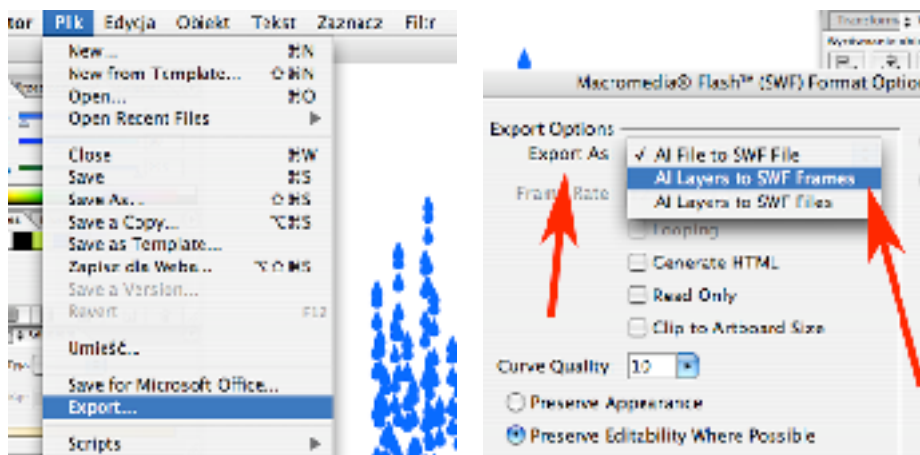 tor Plik Edycja Obiekt Tekst Zaznacz Filtr
New... ⌘N
New from Template... ⇧⌘N
Open... ⌘O
Open Recent Files ▶
Close ⌘W
Save ⌘S
Save As... ⇧⌘S
Save a Copy... ⌥⌘S
Save as Template...
Zapisz dla Webu... ⌥⇧⌘S
Save a Version...
Revert F12
Umieść...
Save for Microsoft Office...
Export...
Scripts ▶
Transform
Macromedia® Flash™ (SWF) Format Optio
Export Options
Export As ✓ AI File to SWF File
AI Layers to SWF Frames
Frame Rate AI Layers to SWF Files
Looping
Generate HTML
Read Only
Clip to Artboard Size
Curve Quality 10
Preserve Appearance
Preserve Editability Where Possible